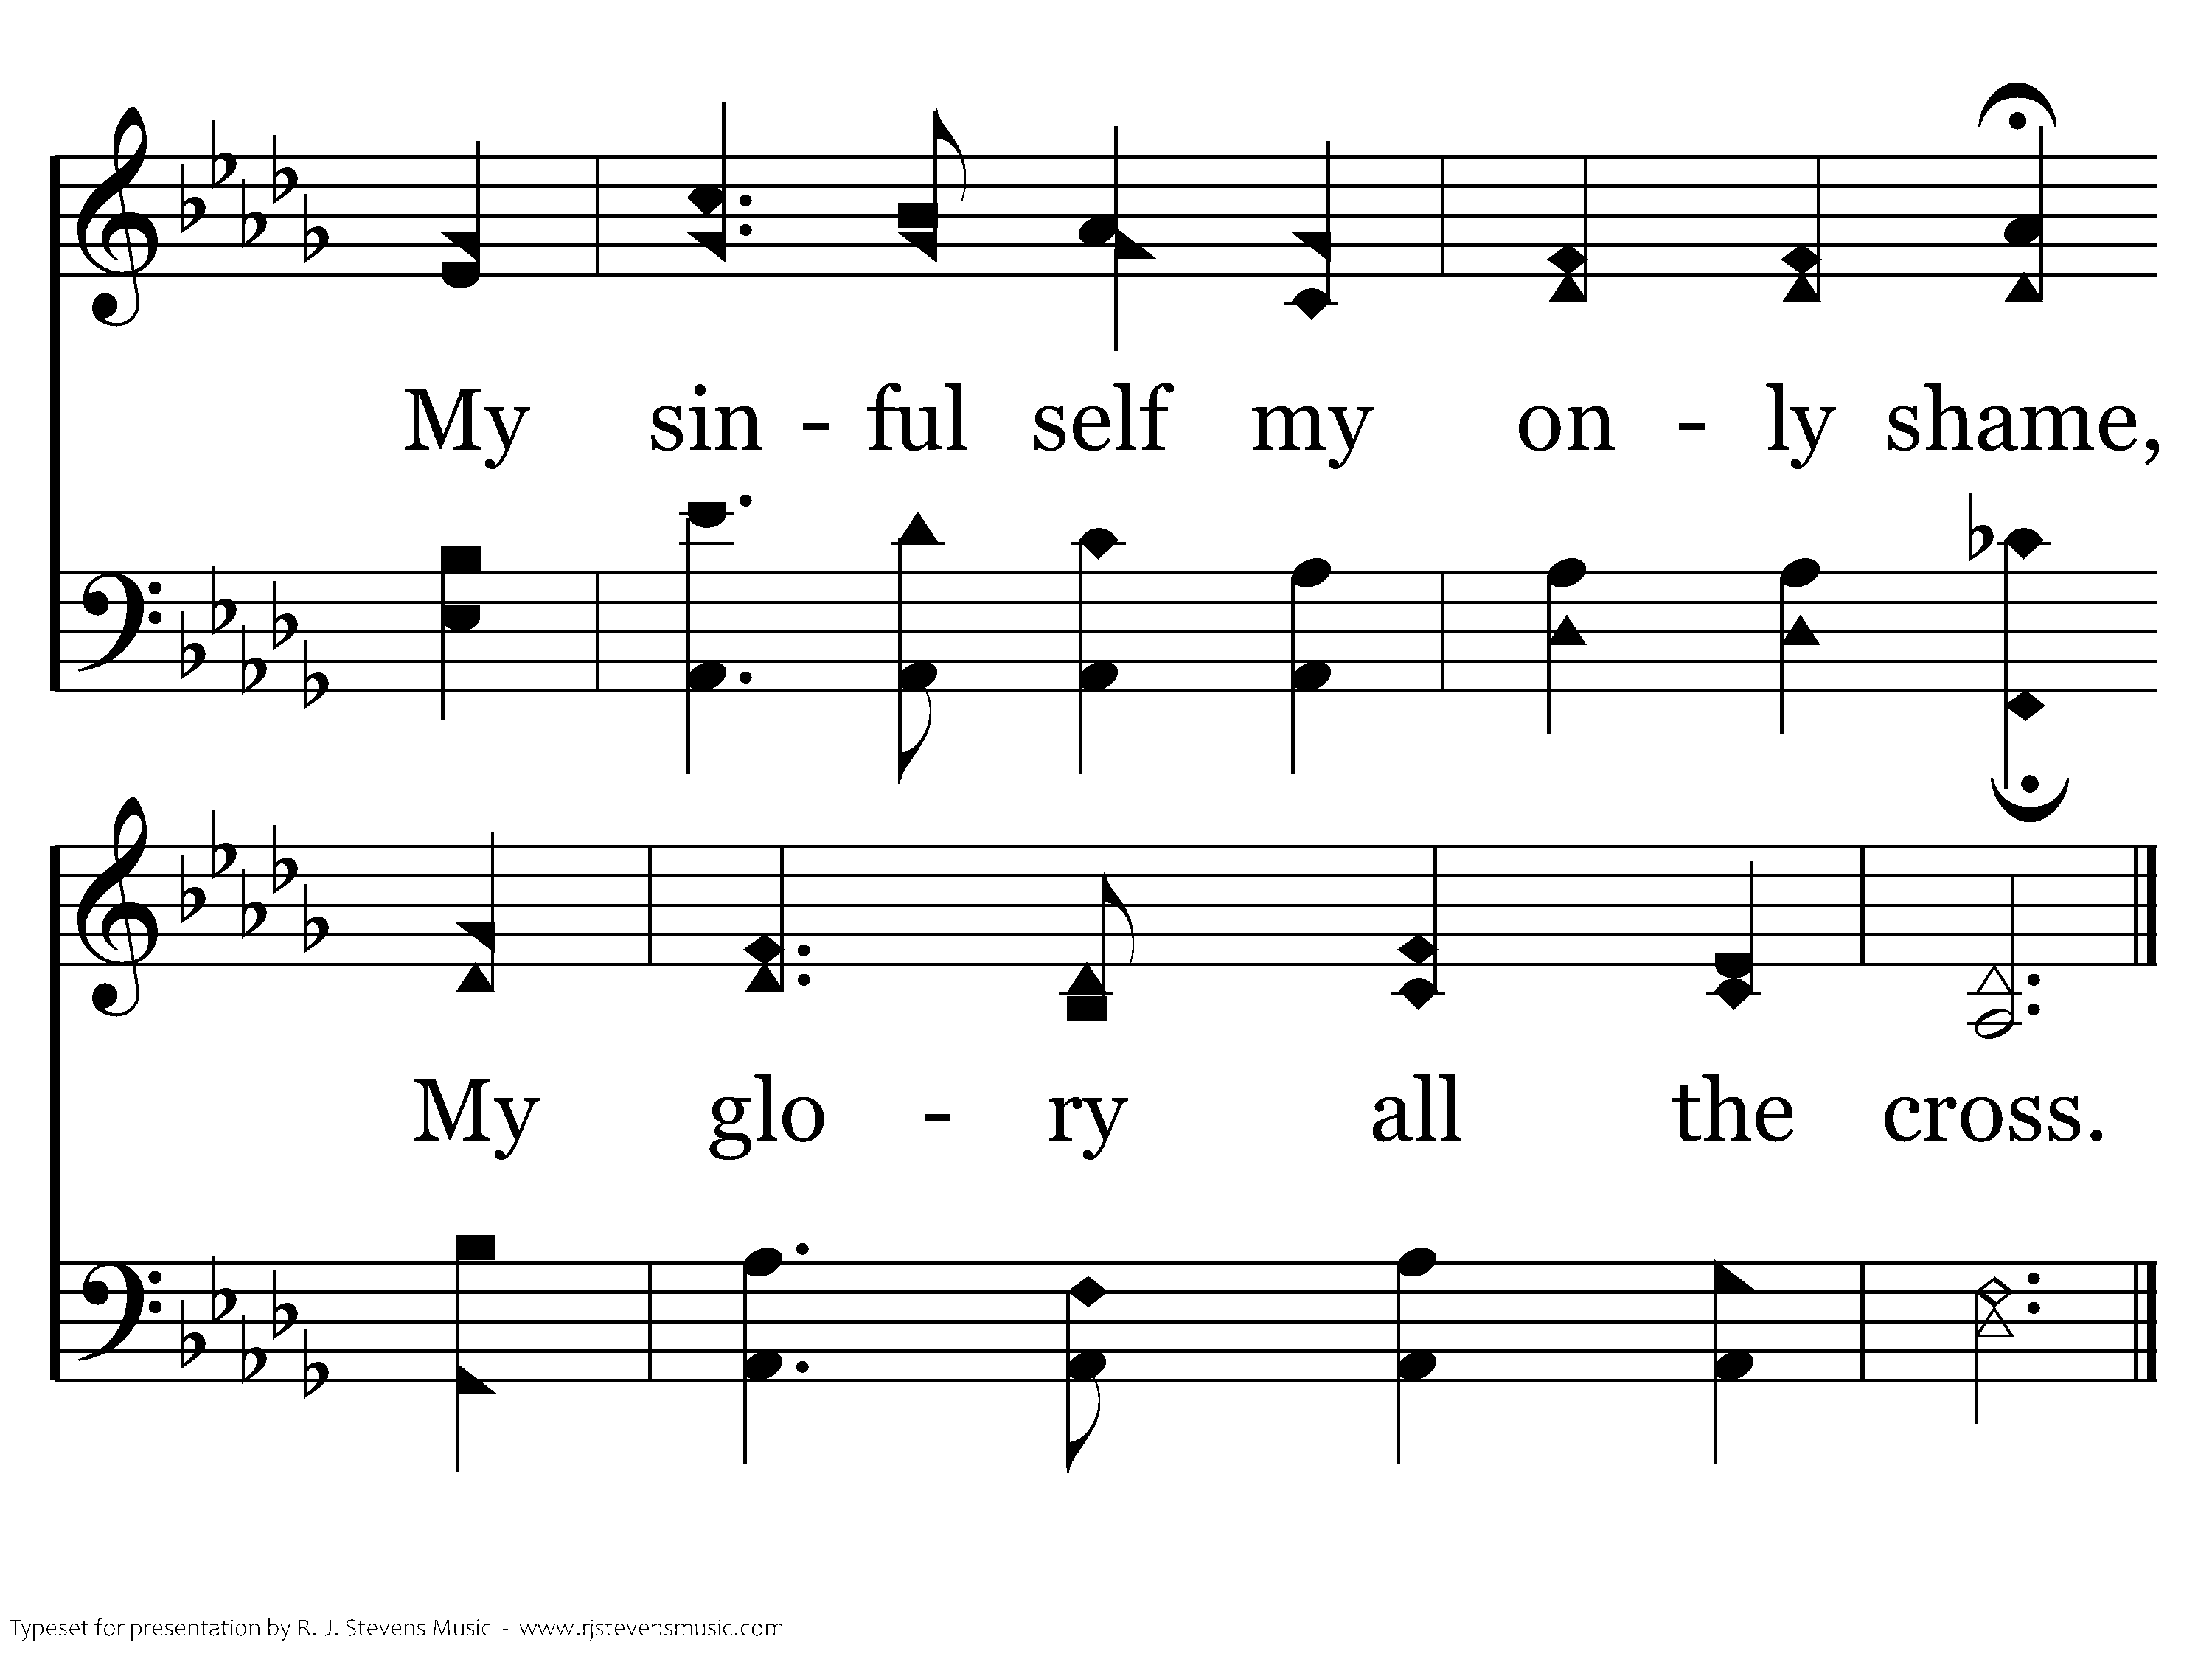 My sin - ful self my on - ly shame,
My glo - ry all the cross.
Typeset for presentation by R. J. Stevens Music - www.rjstevensmusic.com